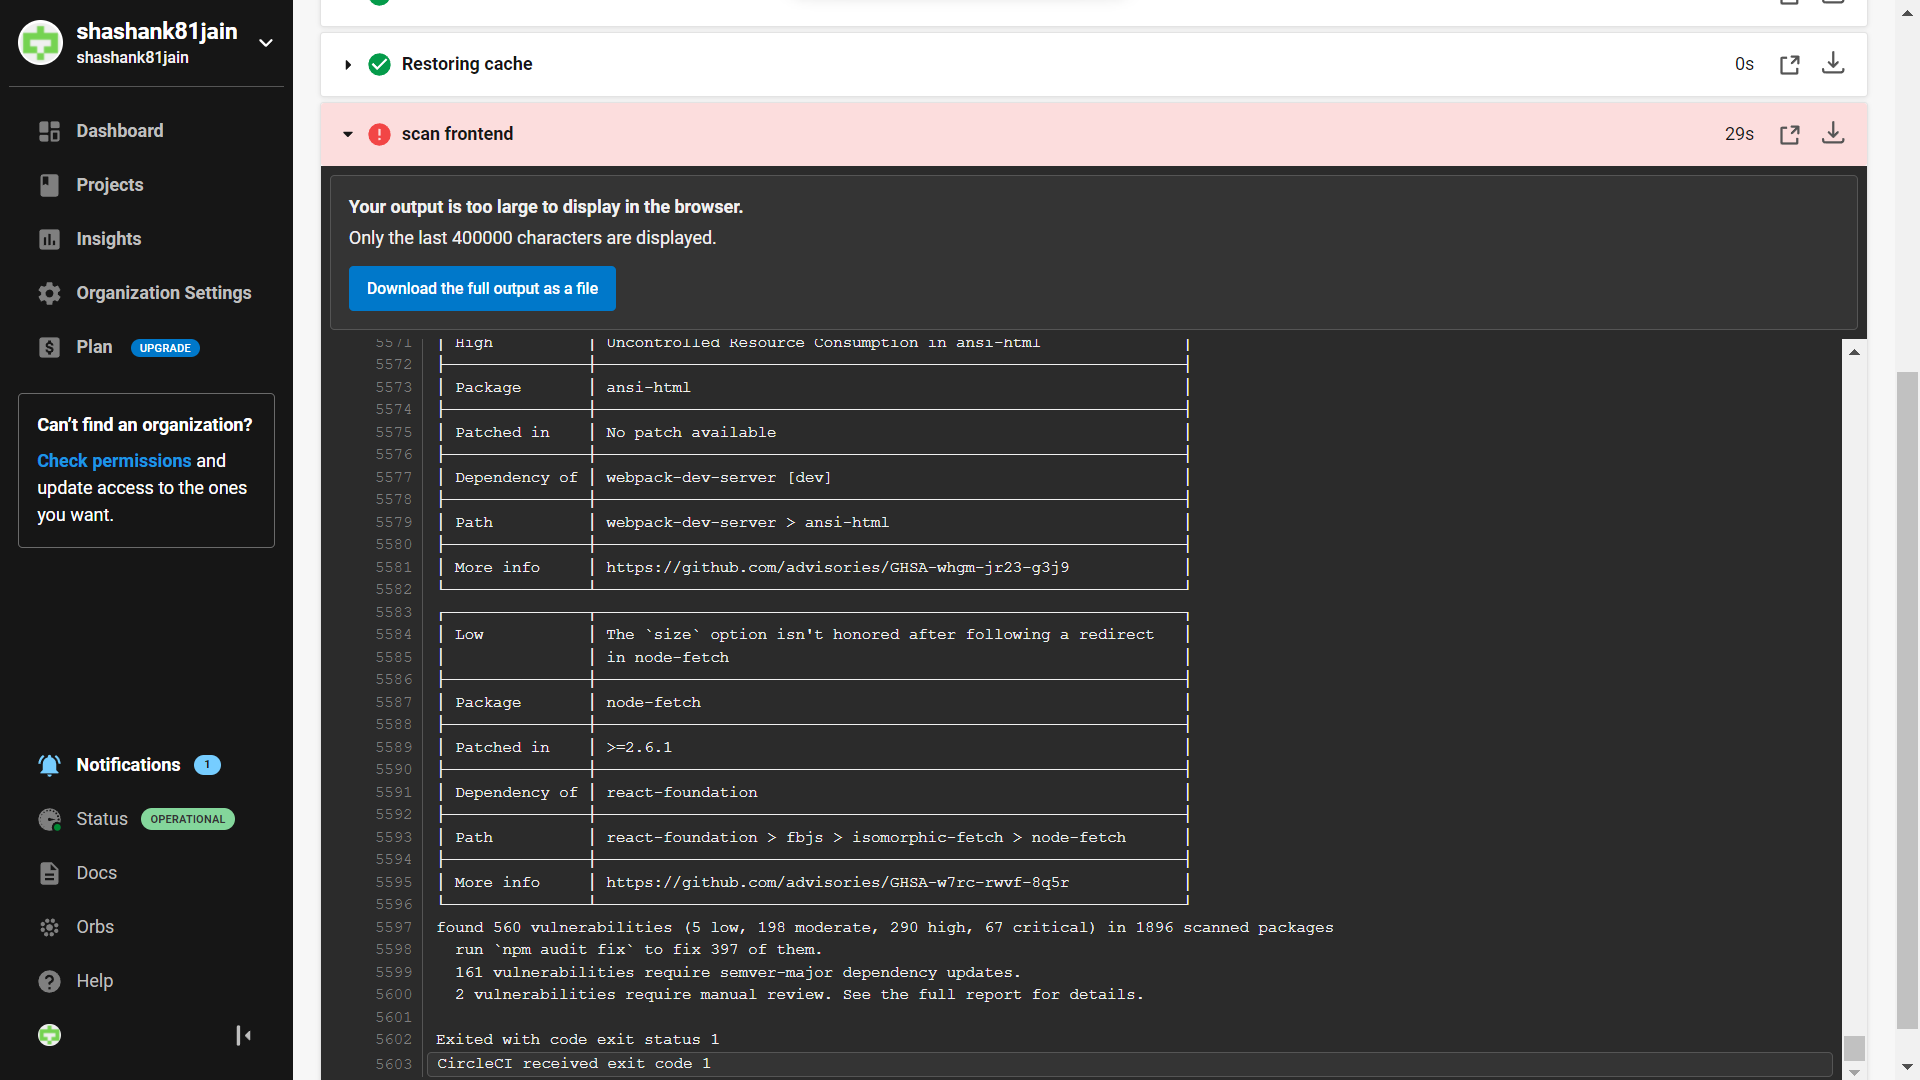 shashank81jain
shashank81jain
Dashboard
Projects
Insights
Organization Settings
Plan UPGRADE
Can't find an organization?
Check permissions and
update access to the ones
you want.
Notifications 1
Status OPERATIONAL
Docs
Orbs
Help
Restoring cache 0s
scan frontend 29s
Your output is too large to display in the browser.
Only the last 400000 characters are displayed.
Download the full output as a file
5571 High Uncontrolled Resource Consumption in ansi-html
5572
5573 Package ansi-html
5574
5575 Patched in No patch available
5576
5577 Dependency of webpack-dev-server [dev]
5578
5579 Path webpack-dev-server > ansi-html
5580
5581 More info https://github.com/advisories/GHSA-whgm-jr23-g3j9
5582
5583
5584 Low The `size` option isn't honored after following a redirect
5585 in node-fetch
5586
5587 Package node-fetch
5588
5589 Patched in >=2.6.1
5590
5591 Dependency of react-foundation
5592
5593 Path react-foundation > fbjs > isomorphic-fetch > node-fetch
5594
5595 More info https://github.com/advisories/GHSA-w7rc-rwvf-8q5r
5596
5597 found 560 vulnerabilities (5 low, 198 moderate, 290 high, 67 critical) in 1896 scanned packages
5598 run `npm audit fix` to fix 397 of them.
5599 161 vulnerabilities require semver-major dependency updates.
5600 2 vulnerabilities require manual review. See the full report for details.
5601
5602 Exited with code exit status 1
5603 CircleCI received exit code 1